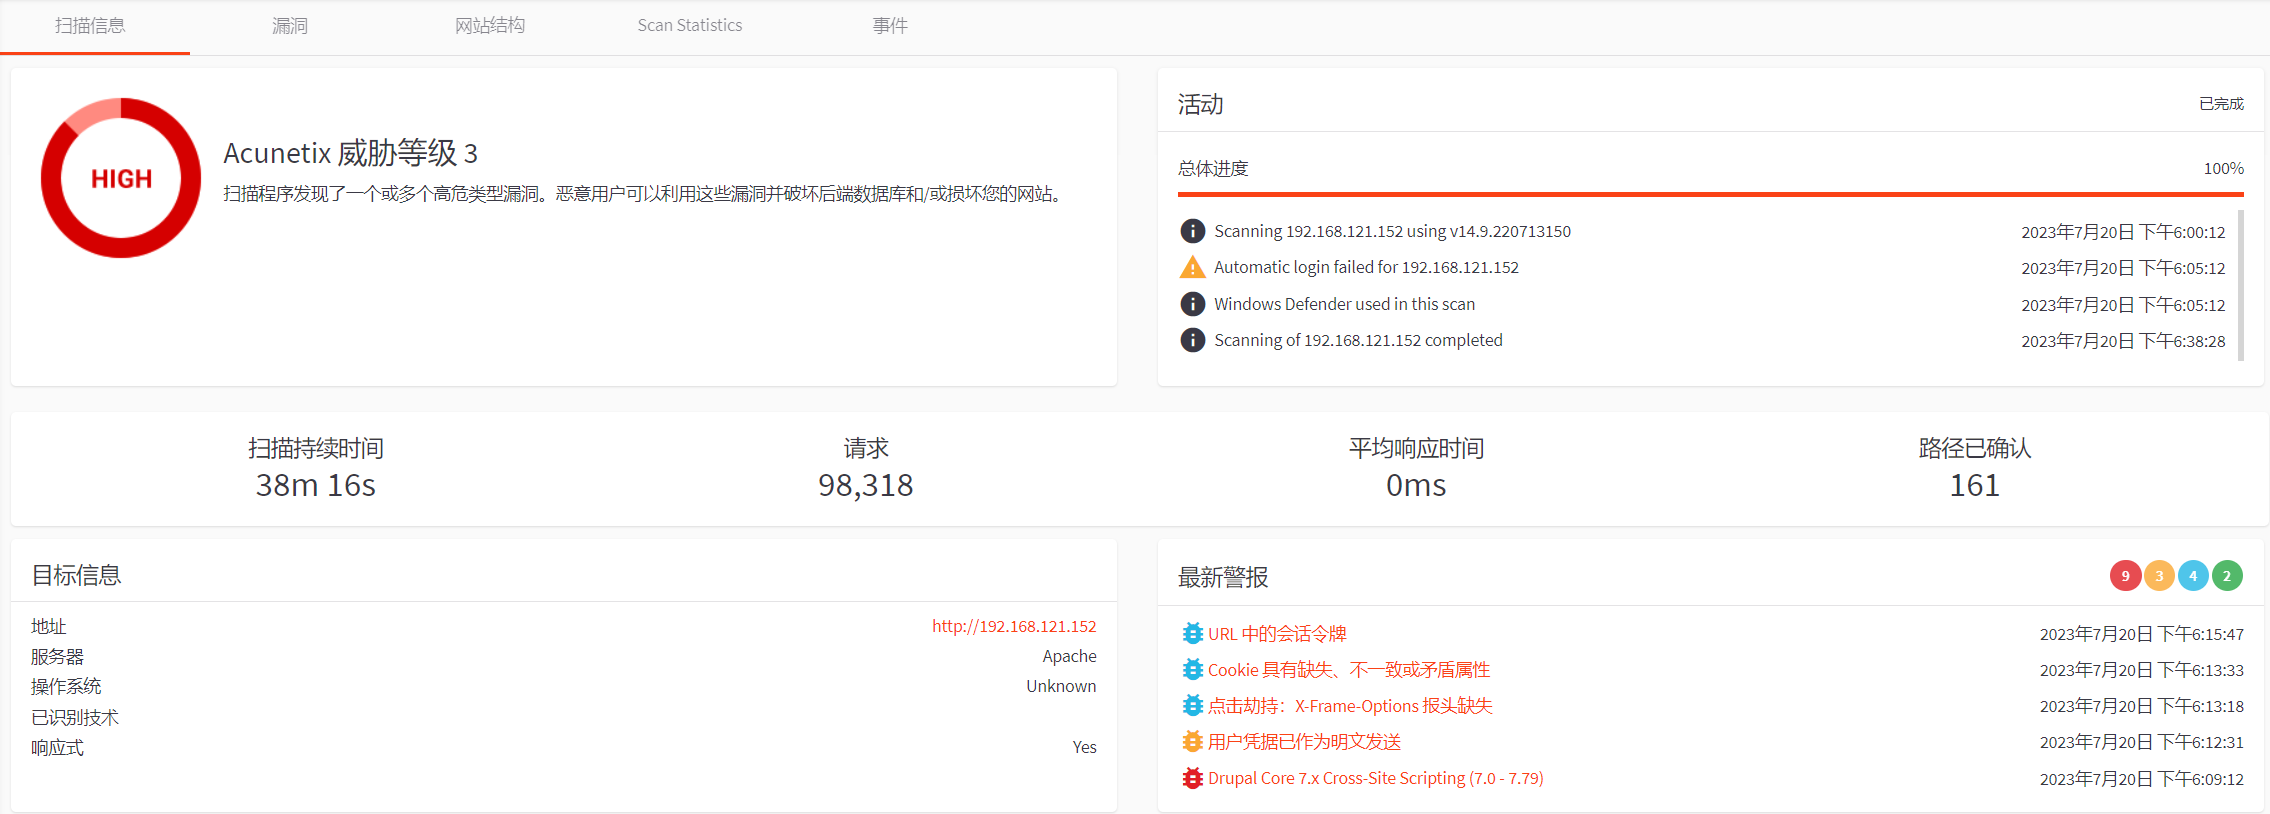 扫描信息 漏洞 网站结构 Scan Statistics 事件
HIGH
Acunetix 威胁等级 3
扫描程序发现了一个或多个高危类型漏洞。恶意用户可以利用这些漏洞并破坏后端数据库和/或损坏您的网站。
活动 已完成
总体进度 100%
Scanning 192.168.121.152 using v14.9.220713150 2023年7月20日 下午6:00:12
Automatic login failed for 192.168.121.152 2023年7月20日 下午6:05:12
Windows Defender used in this scan 2023年7月20日 下午6:05:12
Scanning of 192.168.121.152 completed 2023年7月20日 下午6:38:28
扫描持续时间 请求 平均响应时间 路径已确认
38m 16s 98,318 0ms 161
目标信息
地址 http://192.168.121.152
服务器 Apache
操作系统 Unknown
已识别技术
响应式 Yes
最新警报 9 3 4 2
URL 中的会话令牌 2023年7月20日 下午6:15:47
Cookie 具有缺失、不一致或矛盾属性 2023年7月20日 下午6:13:33
点击劫持：X-Frame-Options 报头缺失 2023年7月20日 下午6:13:18
用户凭据已作为明文发送 2023年7月20日 下午6:12:31
Drupal Core 7.x Cross-Site Scripting (7.0 - 7.79) 2023年7月20日 下午6:09:12